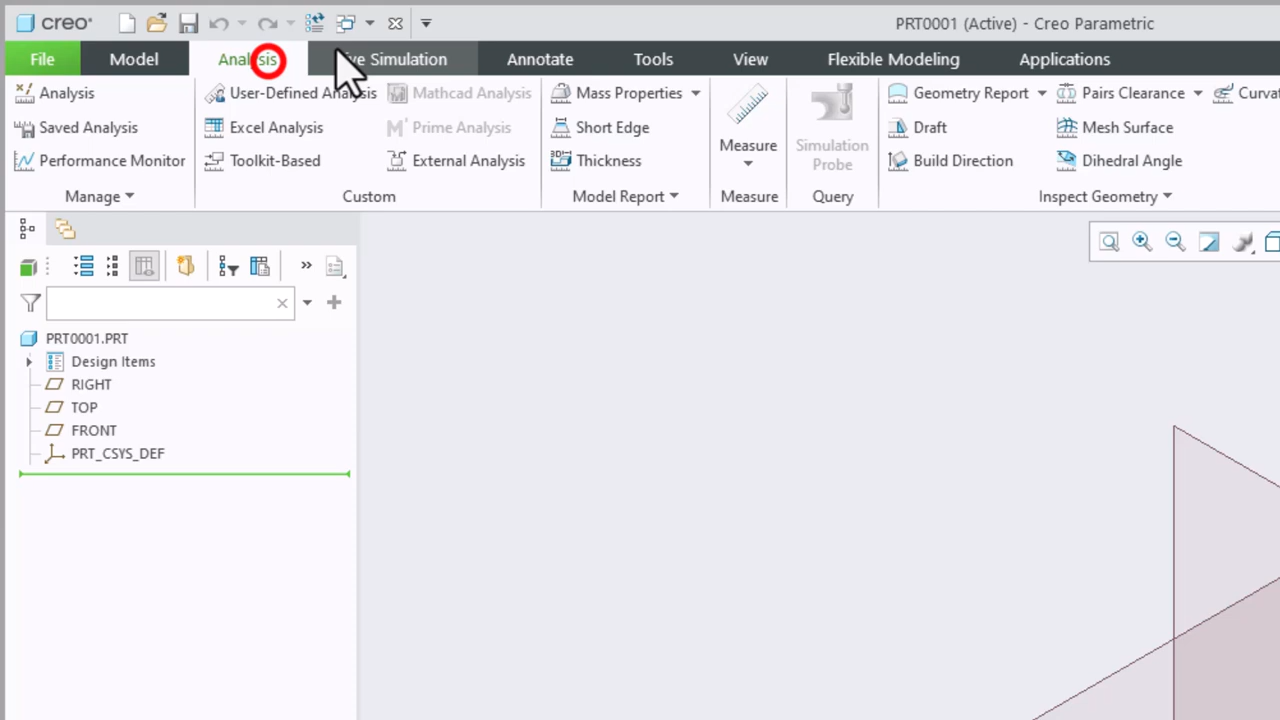 creo
PRT0001 (Active) - Creo Parametric
File Model Analysis Simulation Annotate Tools View Flexible Modeling Applications
Analysis User-Defined Analysis Mathcad Analysis Mass Properties Geometry Report Pairs Clearance
Saved Analysis Excel Analysis Prime Analysis Short Edge Measure Simulation Probe Draft Mesh Surface
Performance Monitor Toolkit-Based External Analysis Thickness Build Direction Dihedral Angle
Manage Custom Model Report Measure Query Inspect Geometry
PRT0001.PRT
Design Items
RIGHT
TOP
FRONT
PRT_CSYS_DEF